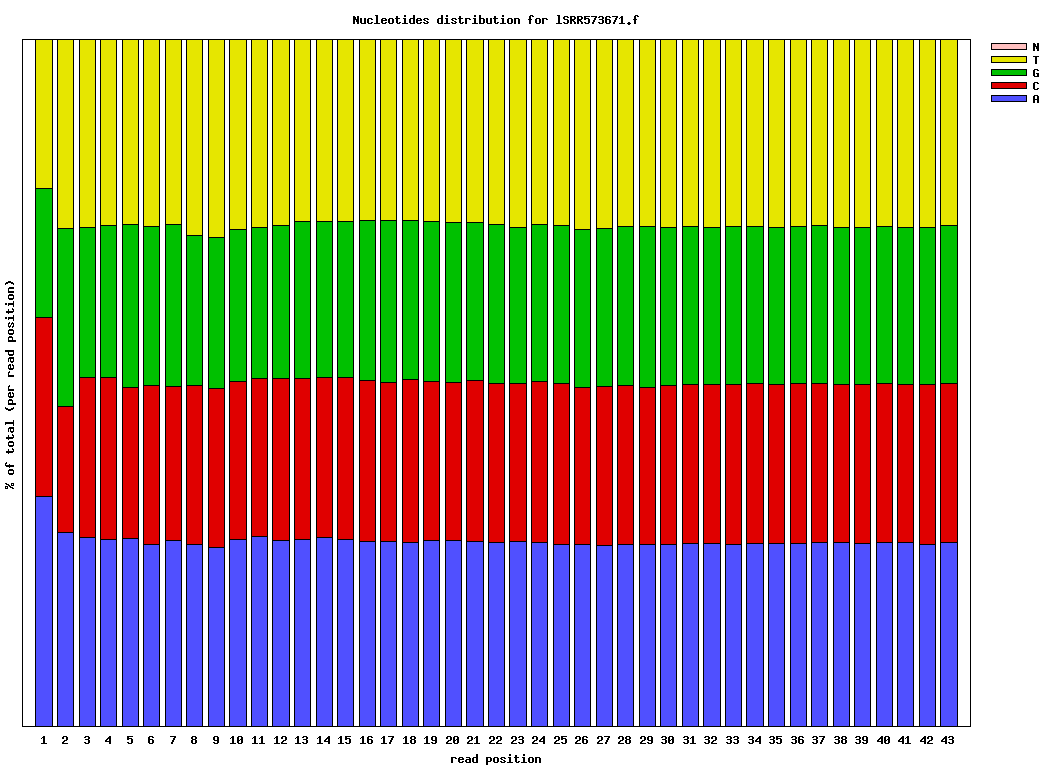 Nucleotides distribution for lSRR573671.f
N
T
G
C
A
% of total (per read position)
1 2 3 4 5 6 7 8 9 10 11 12 13 14 15 16 17 18 19 20 21 22 23 24 25 26 27 28 29 30 31 32 33 34 35 36 37 38 39 40 41 42 43
read position